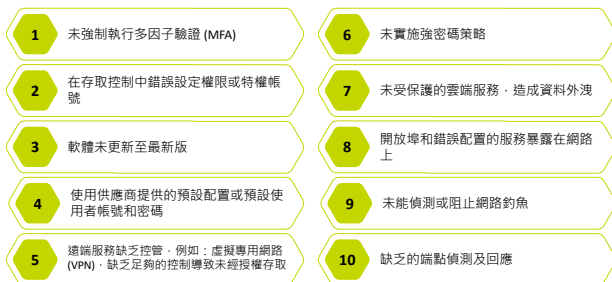 1 未強制執行多因子驗證 (MFA)
2 在存取控制中錯誤設定權限或特權帳
號
3 軟體未更新至最新版
4 使用供應商提供的預設配置或預設使
用者帳號和密碼
5 遠端服務缺乏控管，例如：虛擬專用網路
(VPN)，缺乏足夠的控制導致未經授權存取
6 未實施強密碼策略
7 未受保護的雲端服務，造成資料外洩
8 開放埠和錯誤配置的服務暴露在網路
上
9 未能偵測或阻止網路釣魚
10 缺乏的端點偵測及回應